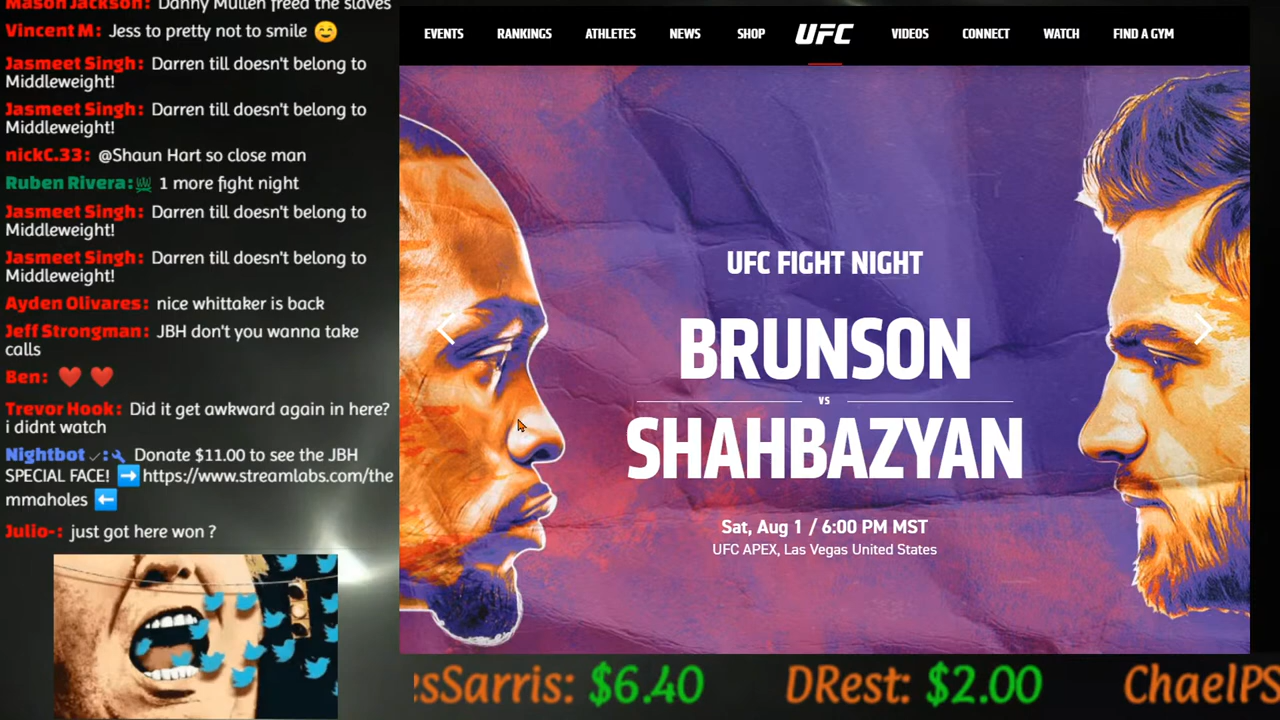 Mason Jackson: Danny Mullen freed the slaves
Vincent M: Jess to pretty not to smile 😊
Jasmeet Singh: Darren till doesn't belong to
Middleweight!
Jasmeet Singh: Darren till doesn't belong to
Middleweight!
nickC.33: @Shaun Hart so close man
Ruben Rivera: 1 more fight night
Jasmeet Singh: Darren till doesn't belong to
Middleweight!
Jasmeet Singh: Darren till doesn't belong to
Middleweight!
Ayden Olivares: nice whittaker is back
Jeff Strongman: JBH don't you wanna take
calls
Ben: ❤️ ❤️
Trevor Hook: Did it get awkward again in here?
i didnt watch
Nightbot ✓:🔧 Donate $11.00 to see the JBH
SPECIAL FACE! ➡️ https://www.streamlabs.com/the
mmaholes ⬅️
Julio-: just got here won ?
EVENTS RANKINGS ATHLETES NEWS SHOP UFC VIDEOS CONNECT WATCH FIND A GYM
UFC FIGHT NIGHT
BRUNSON
VS
SHAHBAZYAN
Sat, Aug 1 / 6:00 PM MST
UFC APEX, Las Vegas United States
sSarris: $6.40 DRest: $2.00 ChaelPS